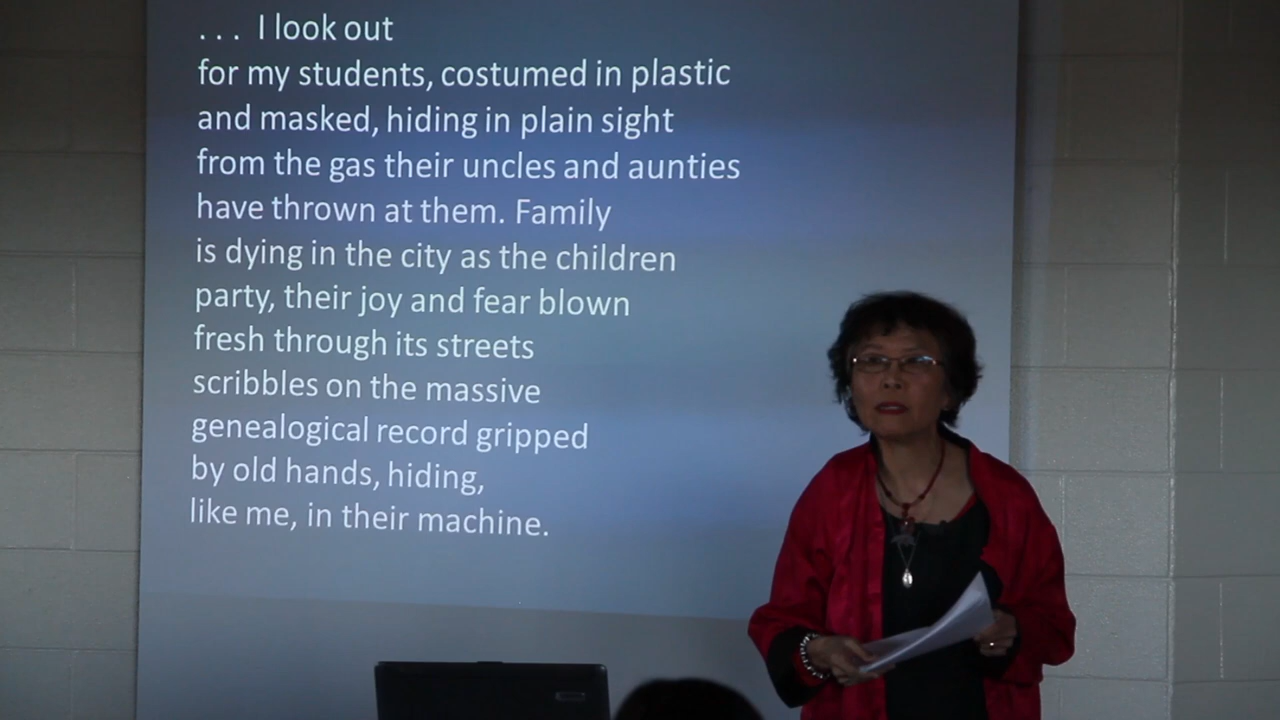 . . . I look out
for my students, costumed in plastic
and masked, hiding in plain sight
from the gas their uncles and aunties
have thrown at them. Family
is dying in the city as the children
party, their joy and fear blown
fresh through its streets
scribbles on the massive
genealogical record gripped
by old hands, hiding,
like me, in their machine.